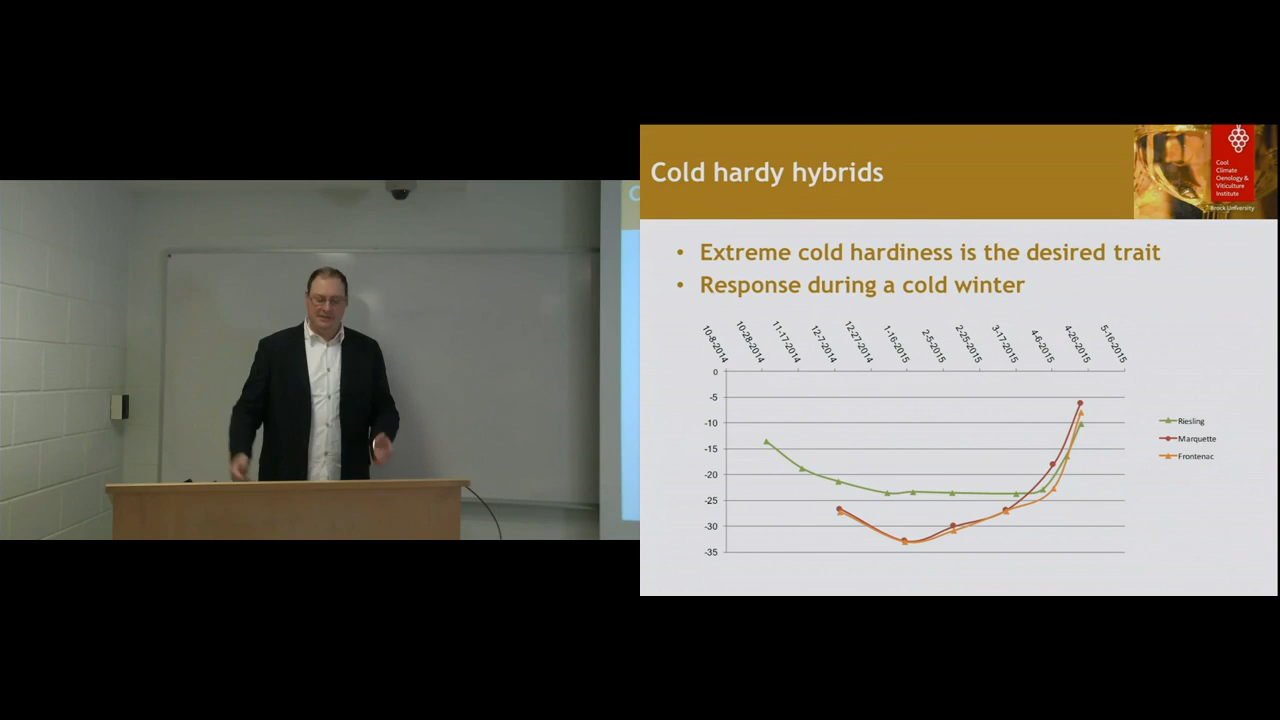 Cold hardy hybrids
Cool
Climate
Oenology &
Viticulture
Institute
Brock University
• Extreme cold hardiness is the desired trait
• Response during a cold winter
10-8-2014
10-28-2014
11-17-2014
12-7-2014
12-27-2014
1-16-2015
2-5-2015
2-25-2015
3-17-2015
4-6-2015
4-26-2015
5-16-2015
0
-5
-10
-15
-20
-25
-30
-35
Riesling
Marquette
Frontenac